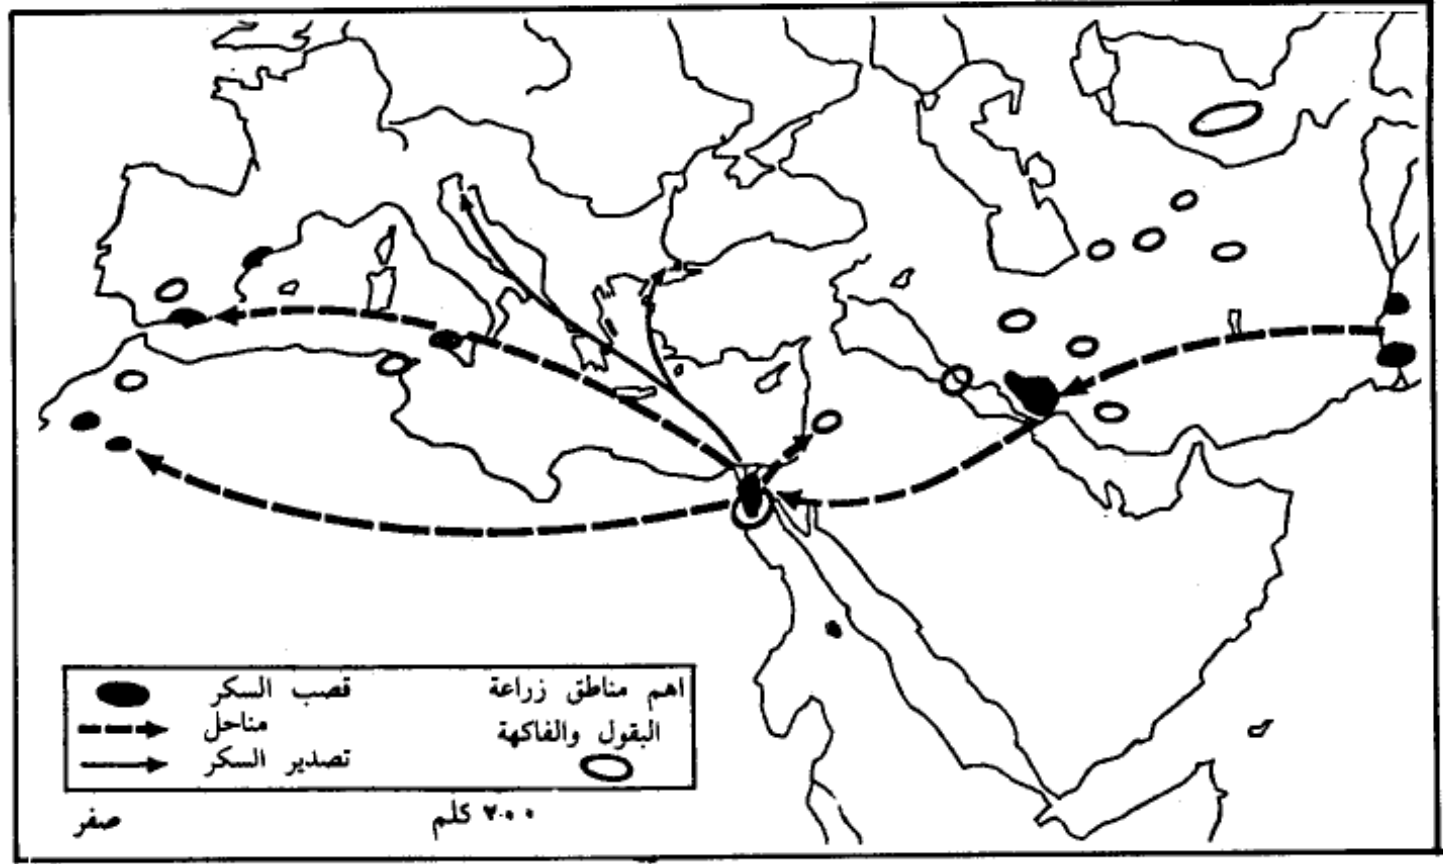 اهم مناطق زراعة
البقول والفاكهة
قصب السكر
مناحل
تصدير السكر
صفر
٧٠٠ كلم